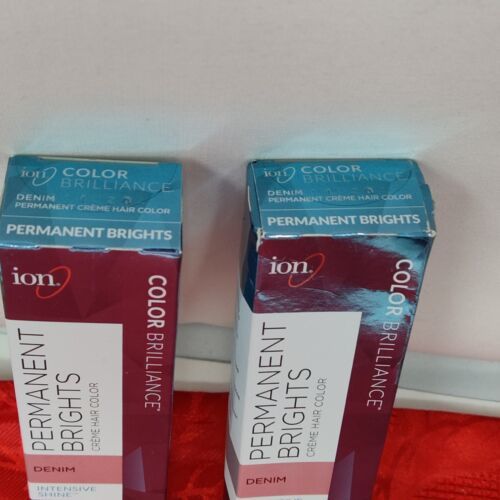 ion
COLOR
BRILLIANCE
DENIM
PERMANENT CRÈME HAIR COLOR
PERMANENT BRIGHTS
ion
COLOR BRILLIANCE
PERMANENT
BRIGHTS
CRÈME HAIR COLOR
DENIM
INTENSIVE
SHINE
ion
COLOR
BRILLIANCE
DENIM
PERMANENT CRÈME HAIR COLOR
PERMANENT BRIGHTS
ion
COLOR BRILLIANCE
PERMANENT
BRIGHTS
CRÈME HAIR COLOR
DENIM